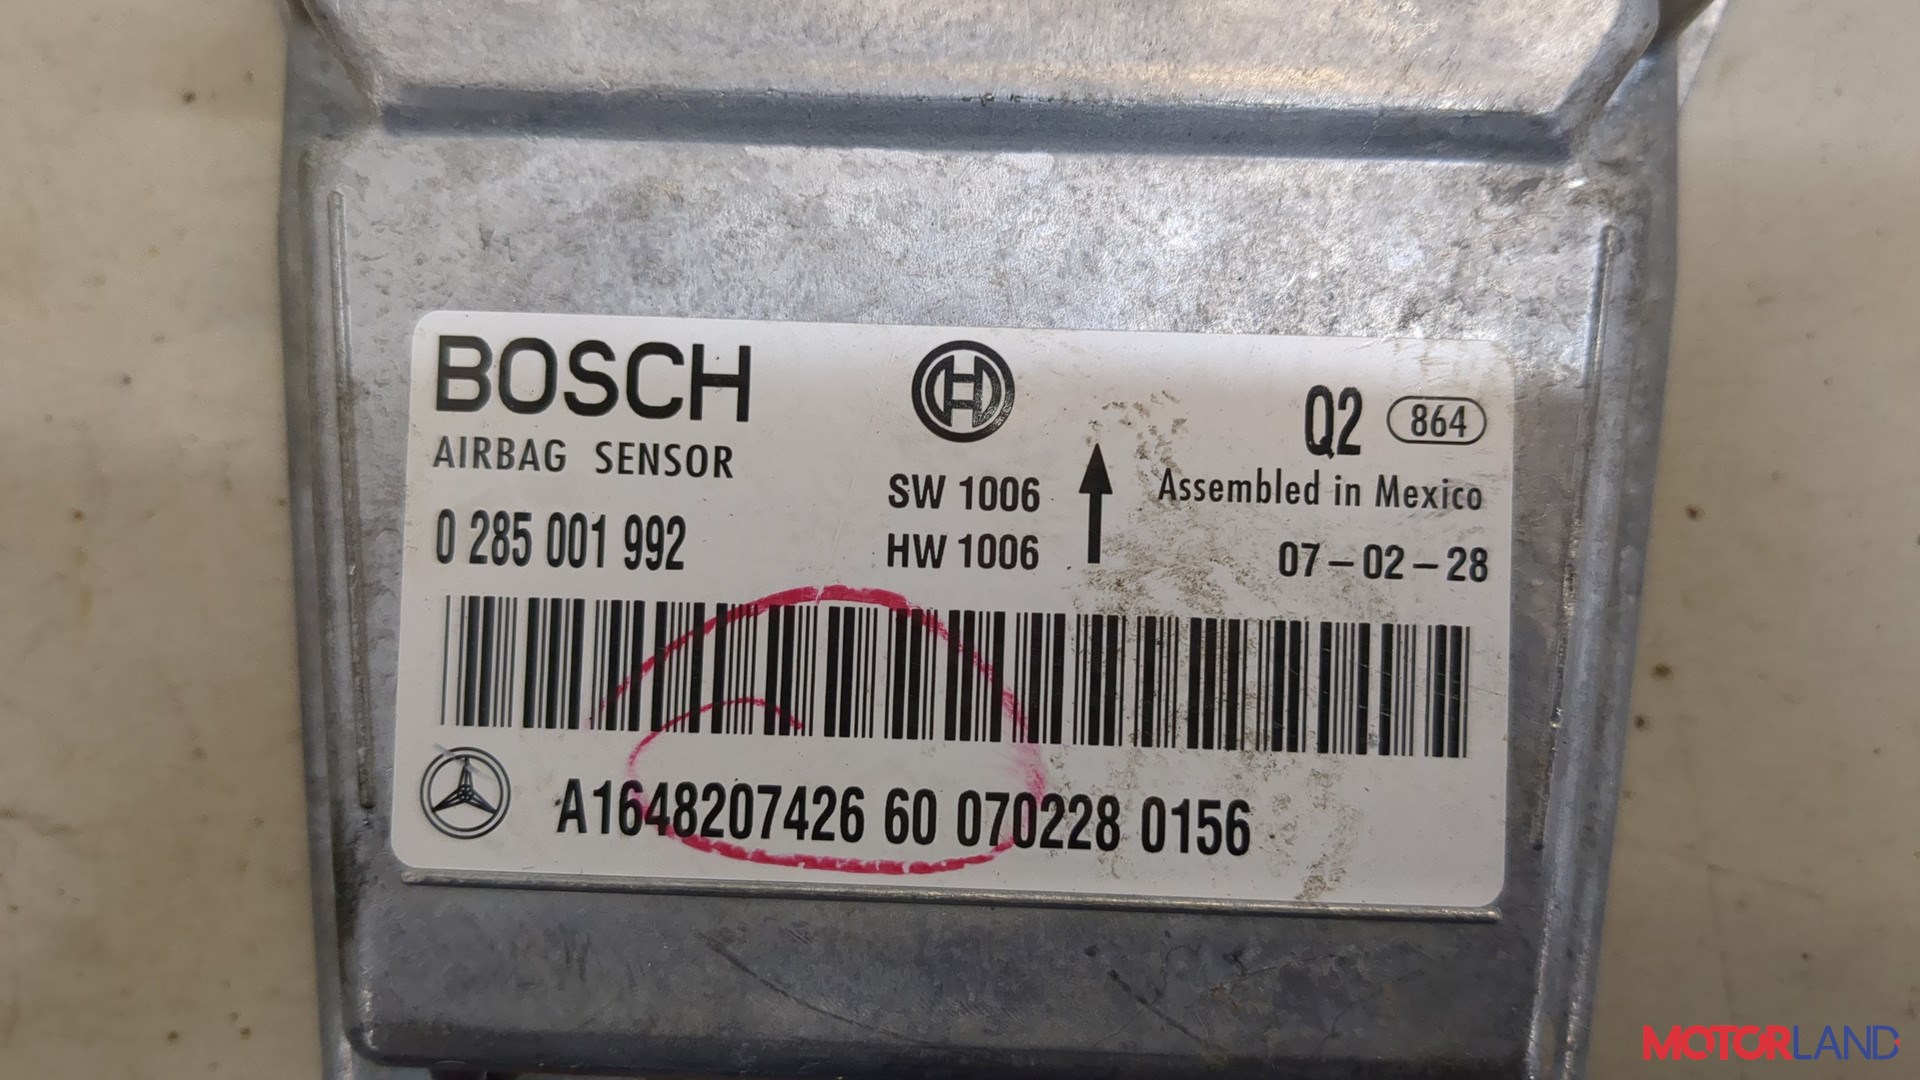 BOSCH
AIRBAG SENSOR
0 285 001 992
SW 1006
HW 1006
Q2 864
Assembled in Mexico
07-02-28
A1648207426 60 070228 0156
MOTORLAND